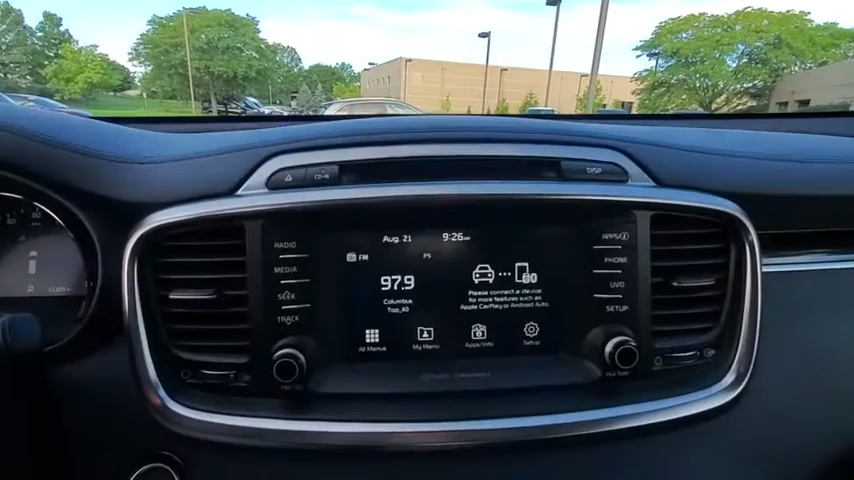 CD-IN
DISP
RADIO
MEDIA
SEEK
TRACK
Aug. 21
9:26 AM
FM
PS
97.9
Columbus
Top_40
Please connect a device
for more features from
Apple CarPlay or Android Auto
All Menus
My Menu
Apps/Info
Setup
APPS/
PHONE
UVO
SETUP
P